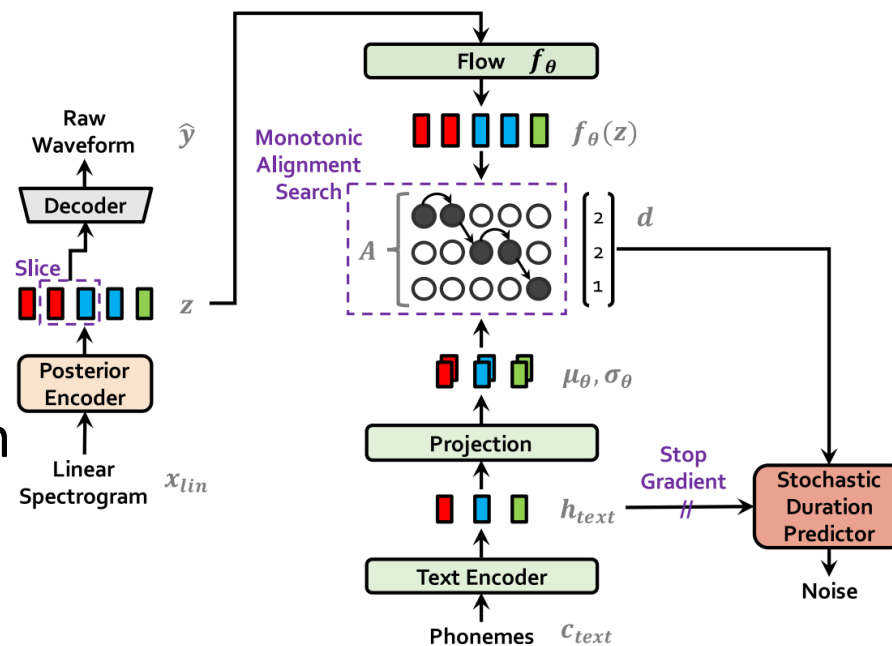 Flow f_θ
Raw
Waveform
ŷ
Decoder
Slice
z
Posterior
Encoder
n
Linear
Spectrogram
x_lin
f_θ(z)
Monotonic
Alignment
Search
A
2
2
1
d
μ_θ, σ_θ
Projection
h_text
Stop
Gradient
//
Text Encoder
Phonemes
c_text
Stochastic
Duration
Predictor
Noise